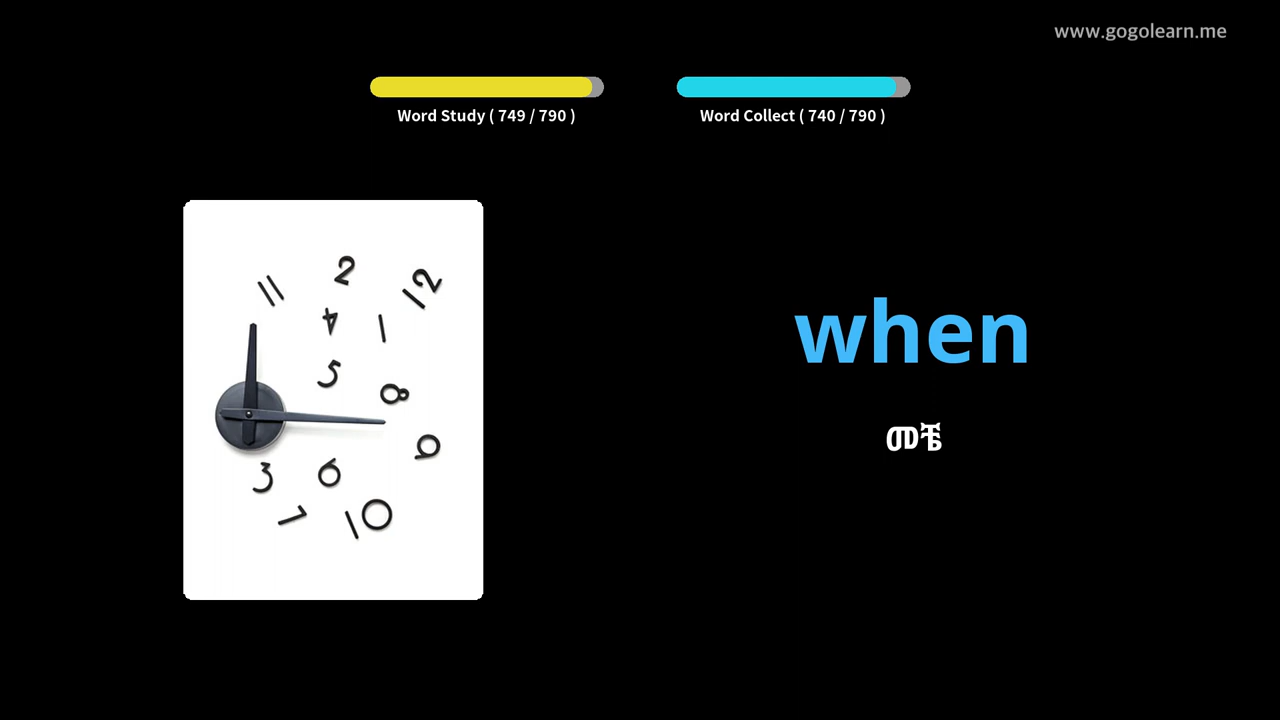 www.gogolearn.me
Word Study ( 749 / 790 )
Word Collect ( 740 / 790 )
11
2
12
4
1
5
8
9
3
6
7
10
when
መቼ